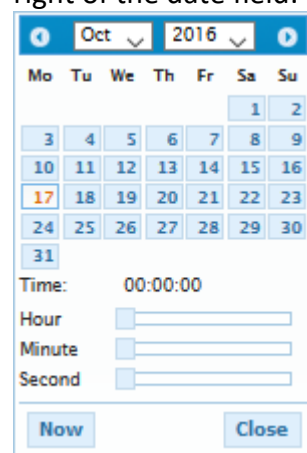 right of the date field.
Oct 2016
Mo Tu We Th Fr Sa Su
1 2
3 4 5 6 7 8 9
10 11 12 13 14 15 16
17 18 19 20 21 22 23
24 25 26 27 28 29 30
31
Time: 00:00:00
Hour
Minute
Second
Now Close